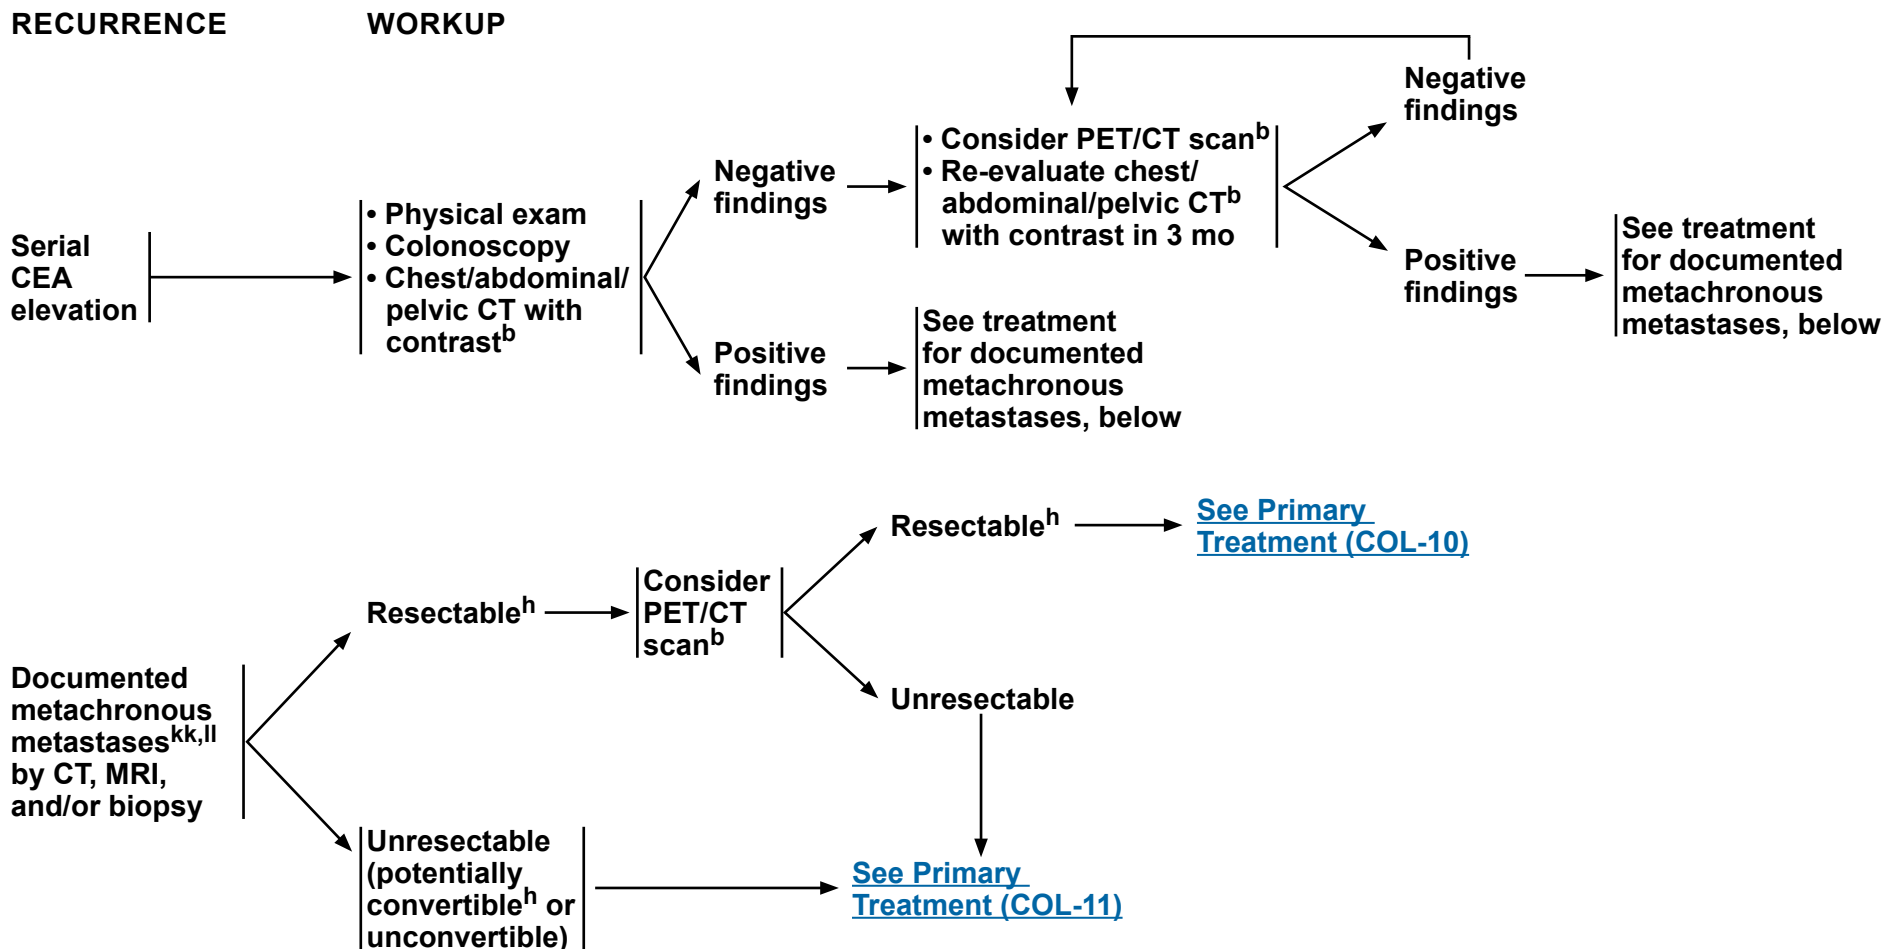 RECURRENCE
WORKUP
Serial
CEA
elevation
• Physical exam
• Colonoscopy
• Chest/abdominal/
pelvic CT with
contrastb
Negative
findings
• Consider PET/CT scanb
• Re-evaluate chest/
abdominal/pelvic CTb
with contrast in 3 mo
Negative
findings
Positive
findings
See treatment
for documented
metachronous
metastases, below
Positive
findings
See treatment
for documented
metachronous
metastases, below
Documented
metachronous
metastaseskk,ll
by CT, MRI,
and/or biopsy
Resectableh
Consider
PET/CT
scanb
Resectableh
See Primary
Treatment (COL-10)
Unresectable
Unresectable
(potentially
convertibleh or
unconvertible)
See Primary
Treatment (COL-11)